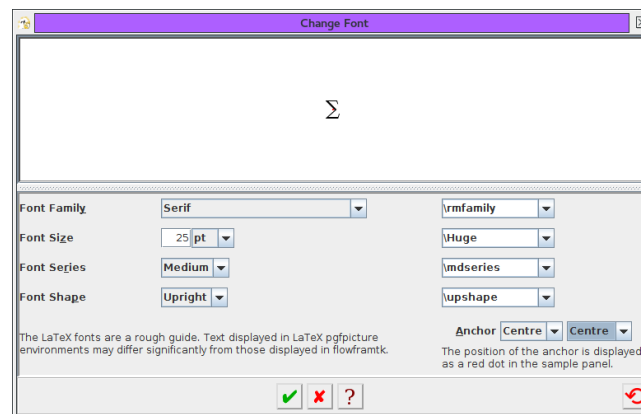 Change Font
Σ
Font Family Serif \rmfamily
Font Size 25 pt \Huge
Font Series Medium \mdseries
Font Shape Upright \upshape
Anchor Centre Centre
The LaTeX fonts are a rough guide. Text displayed in LaTeX pgfpicture
environments may differ significantly from those displayed in flowframtk.
The position of the anchor is displayed
as a red dot in the sample panel.
?